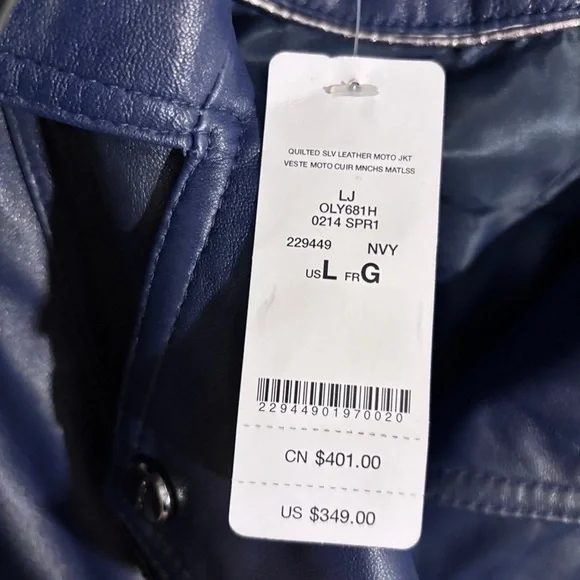 QUILTED SLV LEATHER MOTO JKT
VESTE MOTO CUIR MNCHS MATLSS
LJ
OLY681H
0214 SPR1
229449 NVY
US L FR G
22944901970020
CN $401.00
US $349.00